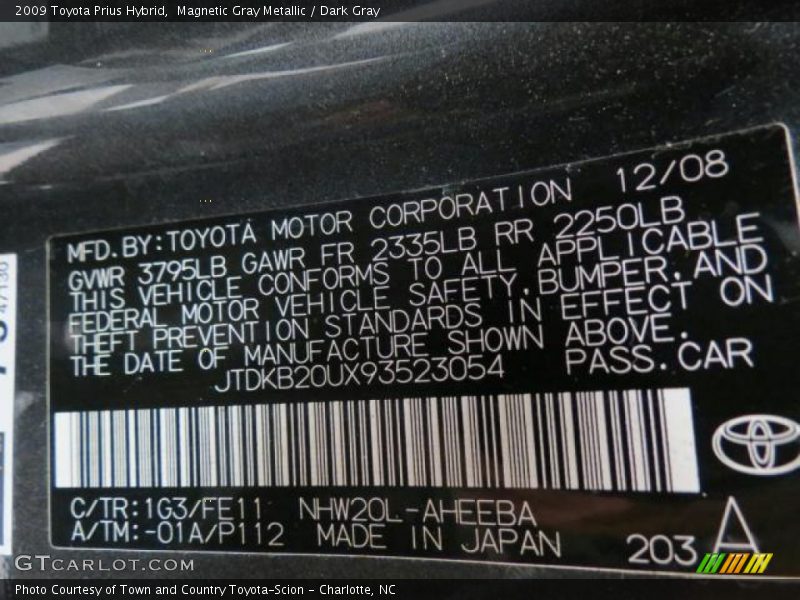 2009 Toyota Prius Hybrid,  Magnetic Gray Metallic / Dark Gray
MFD.BY:TOYOTA MOTOR CORPORATION 12/08
GVWR 3795LB GAWR FR 2335LB RR 2250LB
THIS VEHICLE CONFORMS TO ALL APPLICABLE
FEDERAL MOTOR VEHICLE SAFETY,BUMPER,AND
THEFT PREVENTION STANDARDS IN EFFECT ON
THE DATE OF MANUFACTURE SHOWN ABOVE.
JTDKB20UX93523054 PASS.CAR
C/TR:1G3/FE11 NHW20L-AHEEBA
A/TM:-01A/P112 MADE IN JAPAN
203 A
47130
GTCARLOT.COM
Photo Courtesy of Town and Country Toyota-Scion - Charlotte, NC